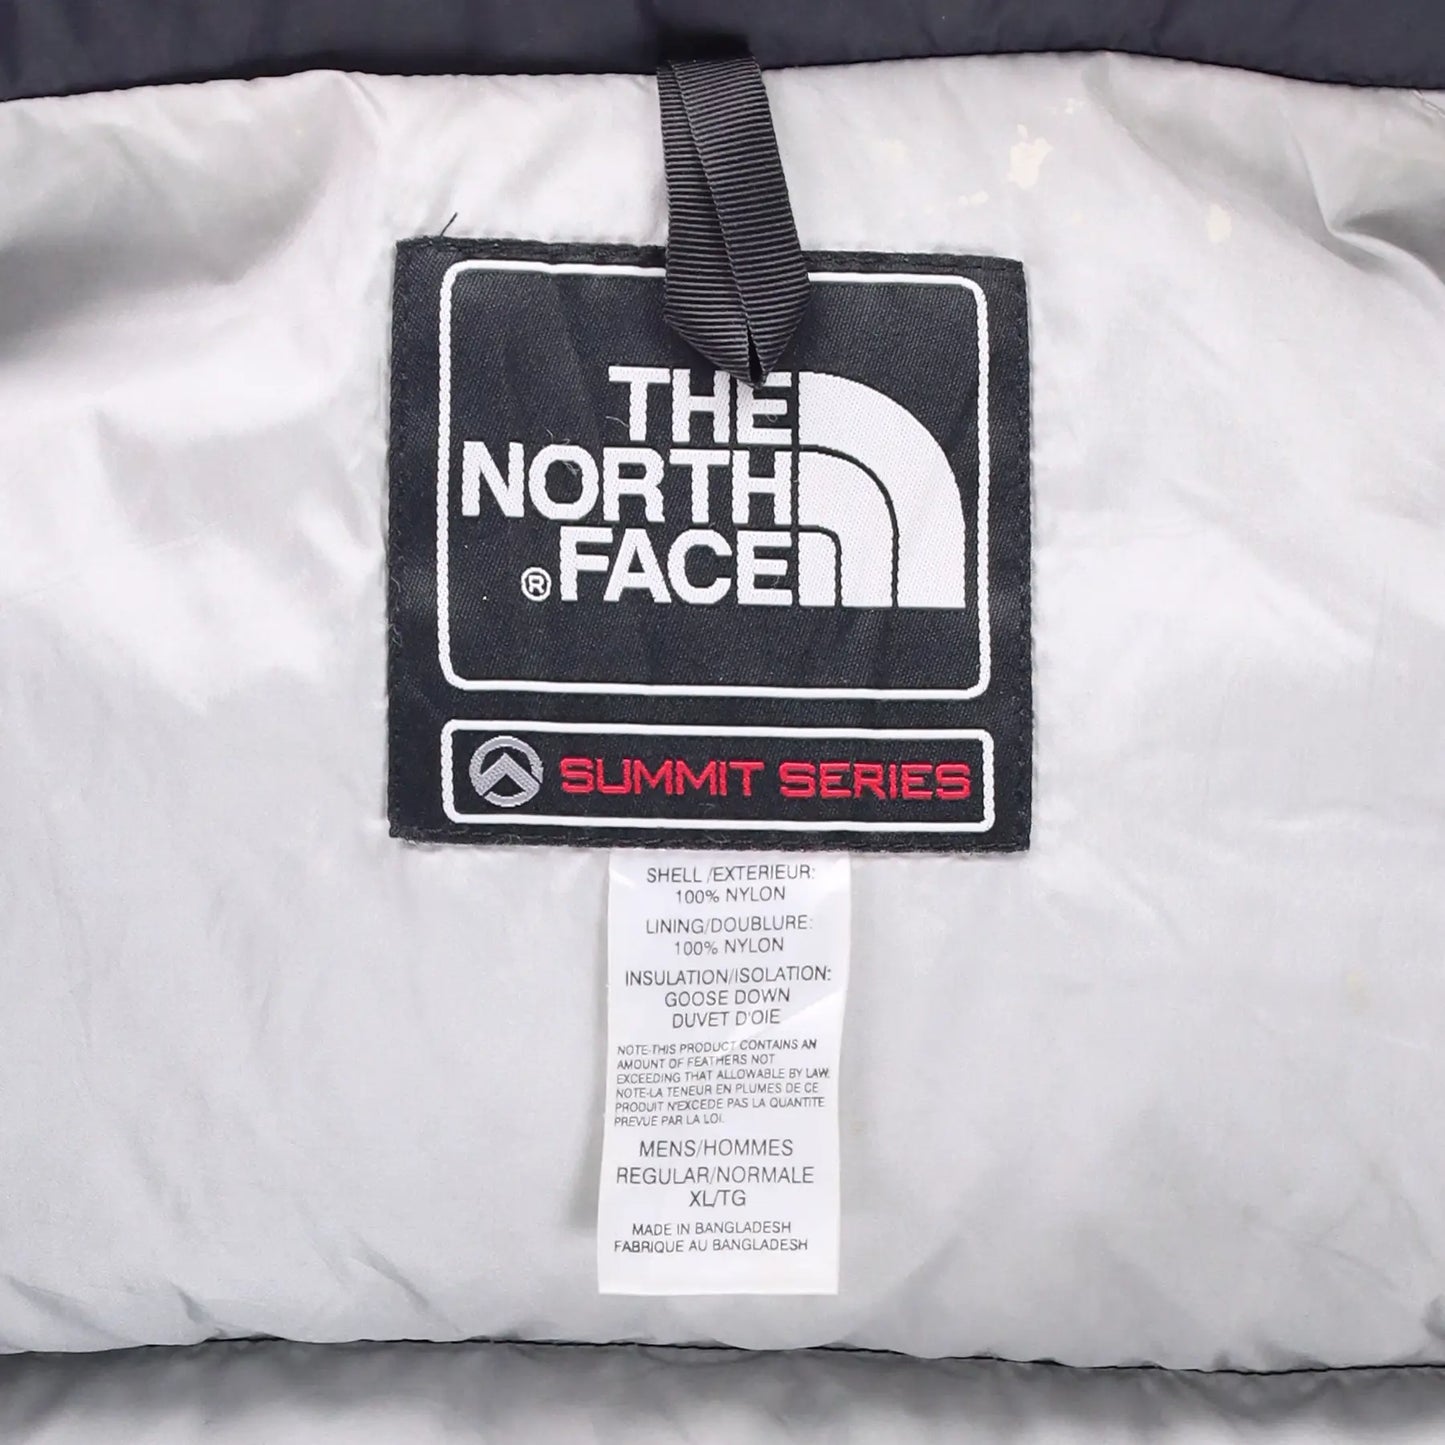 THE
NORTH
® FACE
SUMMIT SERIES
SHELL /EXTERIEUR:
100% NYLON
LINING/DOUBLURE:
100% NYLON
INSULATION/ISOLATION:
GOOSE DOWN
DUVET D'OIE
NOTE-THIS PRODUCT CONTAINS AN
AMOUNT OF FEATHERS NOT
EXCEEDING THAT ALLOWABLE BY LAW.
NOTE-LA TENEUR EN PLUMES DE CE
PRODUIT N'EXCEDE PAS LA QUANTITE
PREVUE PAR LA LOI.
MENS/HOMMES
REGULAR/NORMALE
XL/TG
MADE IN BANGLADESH
FABRIQUE AU BANGLADESH